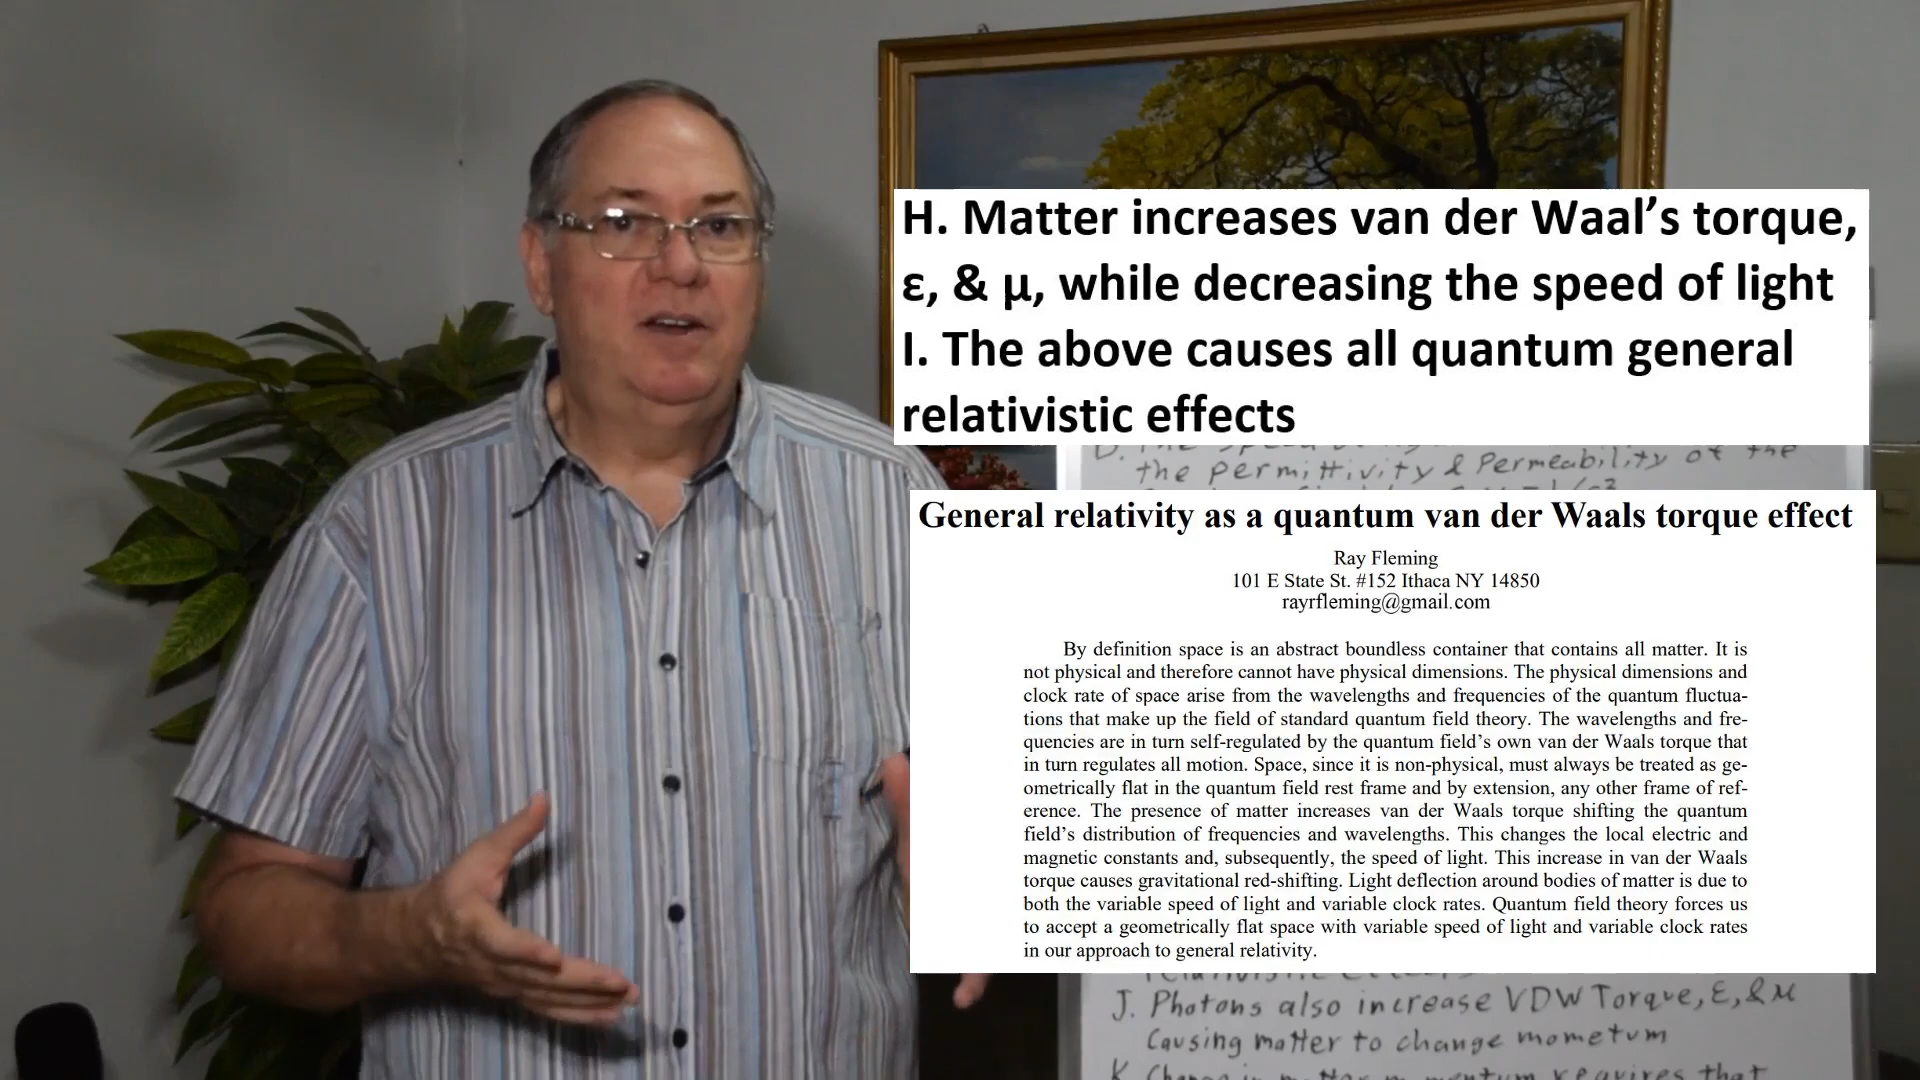 H. Matter increases van der Waal’s torque,
ε, & μ, while decreasing the speed of light
I. The above causes all quantum general
relativistic effects
the permittivity & Permeability of the
General relativity as a quantum van der Waals torque effect
Ray Fleming
101 E State St. #152 Ithaca NY 14850
rayrfleming@gmail.com
By definition space is an abstract boundless container that contains all matter. It is
not physical and therefore cannot have physical dimensions. The physical dimensions and
clock rate of space arise from the wavelengths and frequencies of the quantum fluctua-
tions that make up the field of standard quantum field theory. The wavelengths and fre-
quencies are in turn self-regulated by the quantum field’s own van der Waals torque that
in turn regulates all motion. Space, since it is non-physical, must always be treated as ge-
ometrically flat in the quantum field rest frame and by extension, any other frame of ref-
erence. The presence of matter increases van der Waals torque shifting the quantum
field’s distribution of frequencies and wavelengths. This changes the local electric and
magnetic constants and, subsequently, the speed of light. This increase in van der Waals
torque causes gravitational red-shifting. Light deflection around bodies of matter is due to
both the variable speed of light and variable clock rates. Quantum field theory forces us
to accept a geometrically flat space with variable speed of light and variable clock rates
in our approach to general relativity.
J. Photons also increase VDW Torque, ε, & μ
Causing matter to change mometum
K. Change in matter momentum requires that